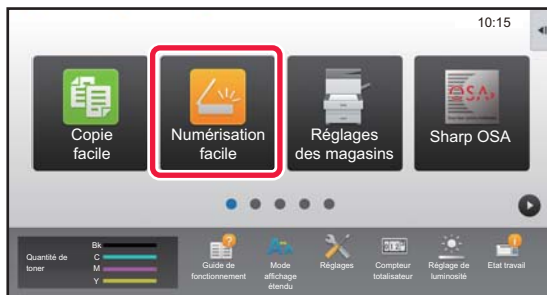 10:15
Copie
facile
Numérisation
facile
Réglages
des magasins
OSA
Sharp OSA
Quantité de
toner
Bk
C
M
Y
Guide de
fonctionnement
Mode
affichage
étendu
Réglages
Compteur
totalisateur
Réglage de
luminosité
Etat travail